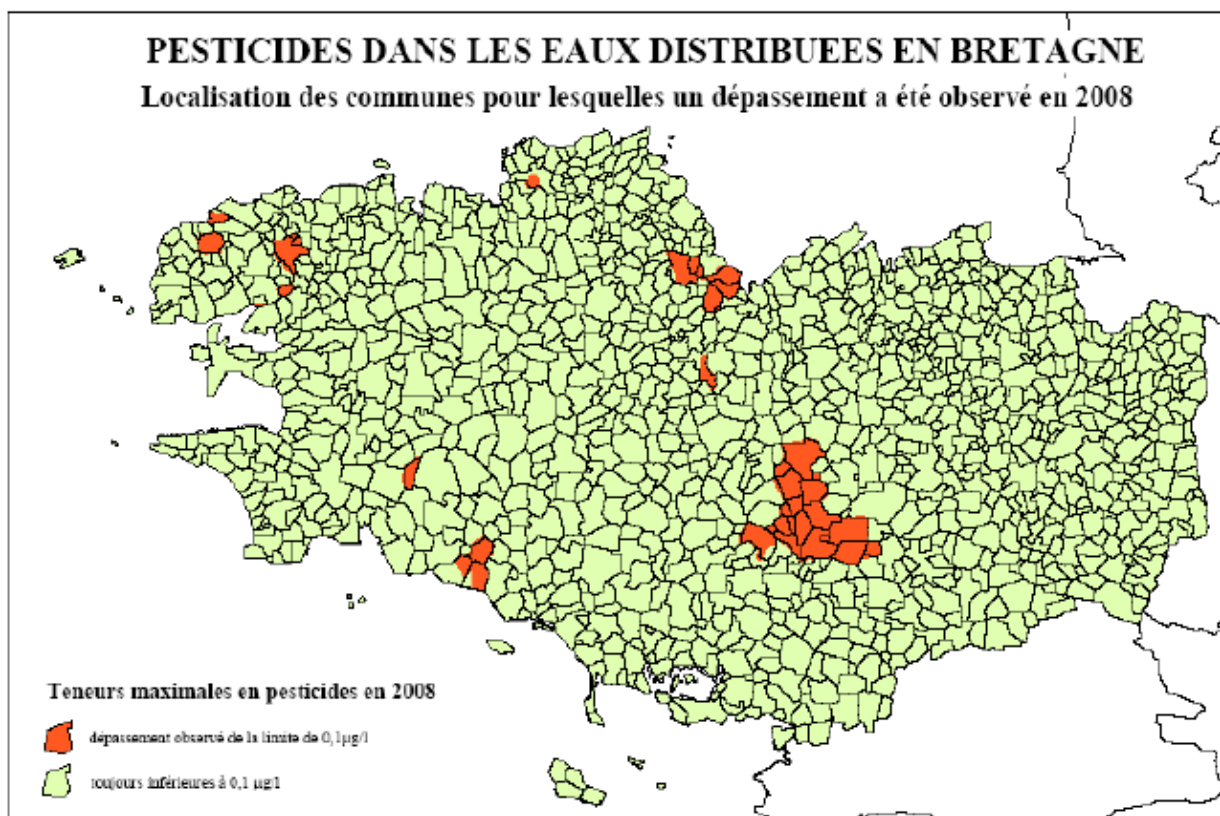 PESTICIDES DANS LES EAUX DISTRIBUEES EN BRETAGNE
Localisation des communes pour lesquelles un dépassement a été observé en 2008
Teneurs maximales en pesticides en 2008
dépassement observé de la limite de 0,1µg/l
toujours inférieures à 0,1 µg/l